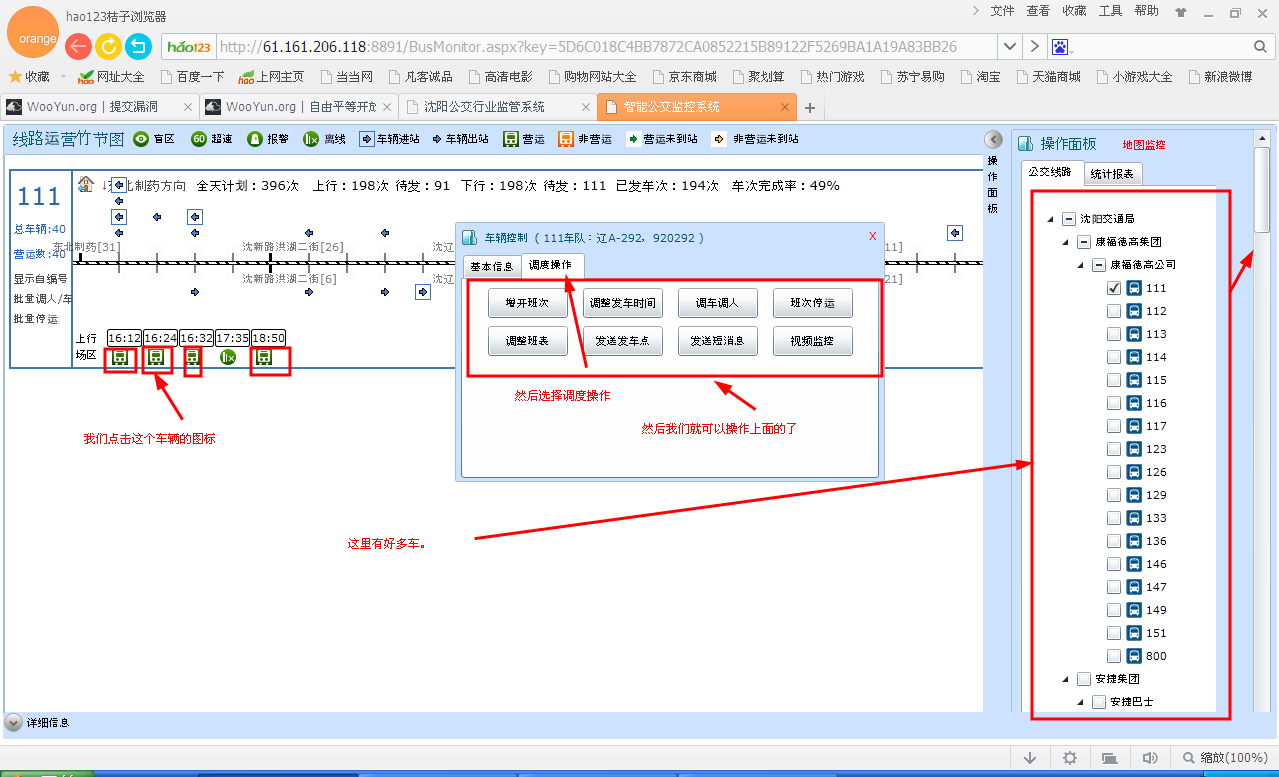 hao123桔子浏览器
文件 查看 收藏 工具 帮助
orange
hao123 http://61.161.206.118:8891/BusMonitor.aspx?key=5DCC018C4BB7872CA0852215B89122F5269BA1A19A83BB26
收藏 网址大全 百度一下 上网主页 当当网 凡客诚品 高清电影 购物网站大全 京东商城 聚划算 热门游戏 苏宁易购 淘宝 天猫商城 小游戏大全 新浪微博
WooYun.org | 提交漏洞 WooYun.org | 自由平等开放 沈阳公交行业监管系统 智能公交监控系统
线路运营竹节图 盲区 60 超速 报警 离线 车辆进站 车辆出站 营运 非营运 营运未到站 非营运未到站
操作面板
操作面板 地图监控
公交线路 统计报表
111
总车辆:40
营运数:40
显示自编号
批量调人/车
批量停运
北制药方向 全天计划：396次 上行：198次 待发：91 下行：198次 待发：111 已发车次：194次 车次完成率：49%
东北制药[31] 沈新路洪湖二街[26] 沈辽 11]
沈新路洪湖二街[6] 沈辽 21]
上行
场区
16:12 16:24 16:32 17:35 18:50
我们点击这个车辆的图标
车辆控制 （ 111车队：辽A-292，920292 ）
X
基本信息 调度操作
增开班次 调整发车时间 调车调人 班次停运
调整班表 发送发车点 发送短消息 视频监控
然后选择调度操作
然后我们就可以操作上面的了
这里有好多车。
沈阳交通局
康福德高集团
康福德高公司
111
112
113
114
115
116
117
123
126
129
133
136
146
147
149
151
800
安捷集团
安捷巴士
详细信息
缩放(100%)